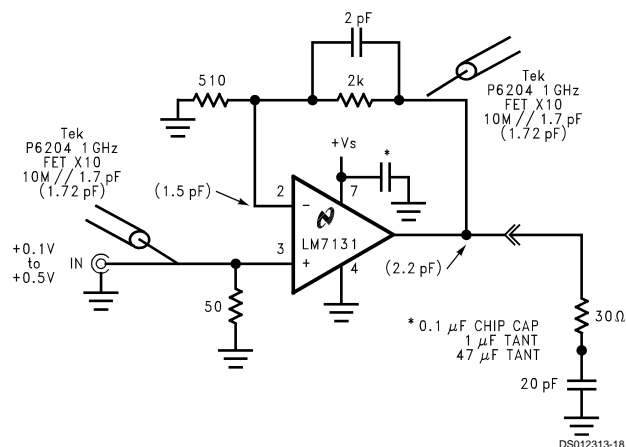 2 pF
510
2k
Tek
P6204 1 GHz
FET X10
10M // 1.7 pF
(1.72 pF)
Tek
P6204 1 GHz
FET X10
10M // 1.7 pF
(1.72 pF)
+Vs
*
(1.5 pF)
2
7
−
LM7131
3
+
4
+0.1V
to
+0.5V
IN
50
(2.2 pF)
30Ω
* 0.1 µF CHIP CAP
1 µF TANT
47 µF TANT
20 pF
DS012313-18